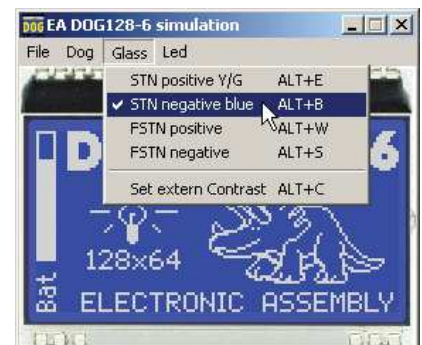 DOG EA DOG128-6 simulation
File Dog Glass Led
STN positive Y/G ALT+E
STN negative blue ALT+B
FSTN positive ALT+W
FSTN negative ALT+S
Set extern Contrast ALT+C
D 6
128x64
Bat
ELECTRONIC ASSEMBLY